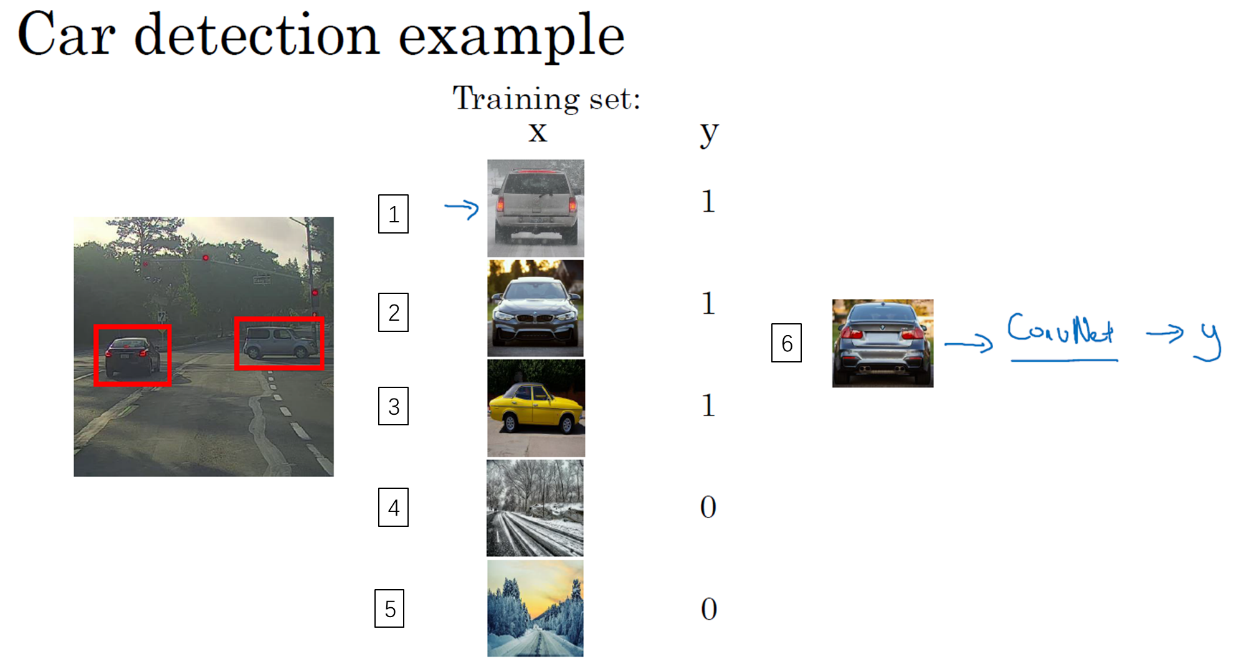 Car detection example
Training set:
x y
1 1
2 1
3 1
4 0
5 0
6 ConvNet y